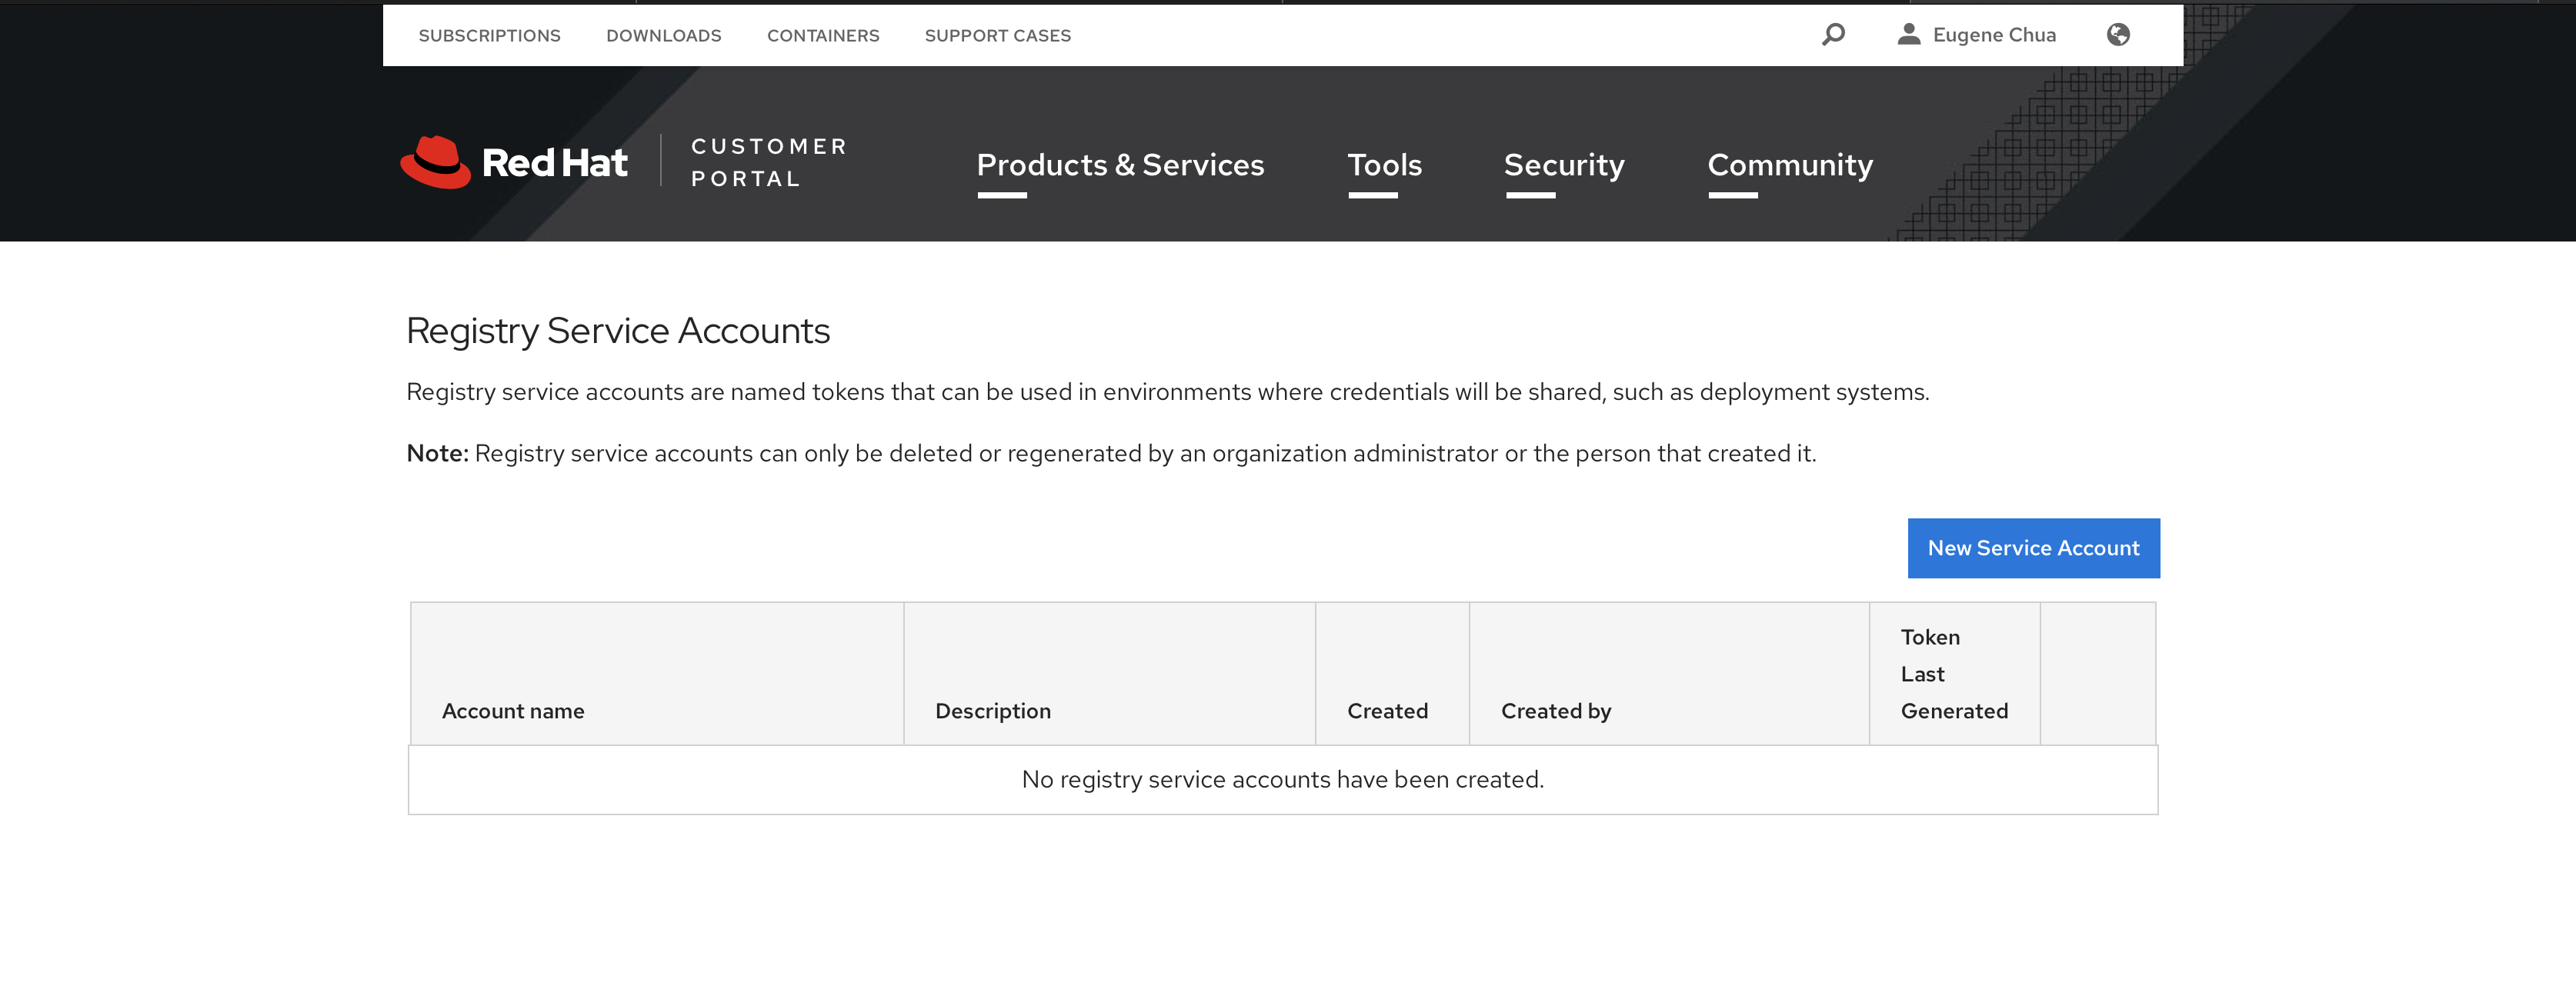 SUBSCRIPTIONS DOWNLOADS CONTAINERS SUPPORT CASES Eugene Chua
Red Hat CUSTOMER PORTAL Products & Services Tools Security Community
Registry Service Accounts
Registry service accounts are named tokens that can be used in environments where credentials will be shared, such as deployment systems.
Note: Registry service accounts can only be deleted or regenerated by an organization administrator or the person that created it.
New Service Account
Account name Description Created Created by Token Last Generated
No registry service accounts have been created.